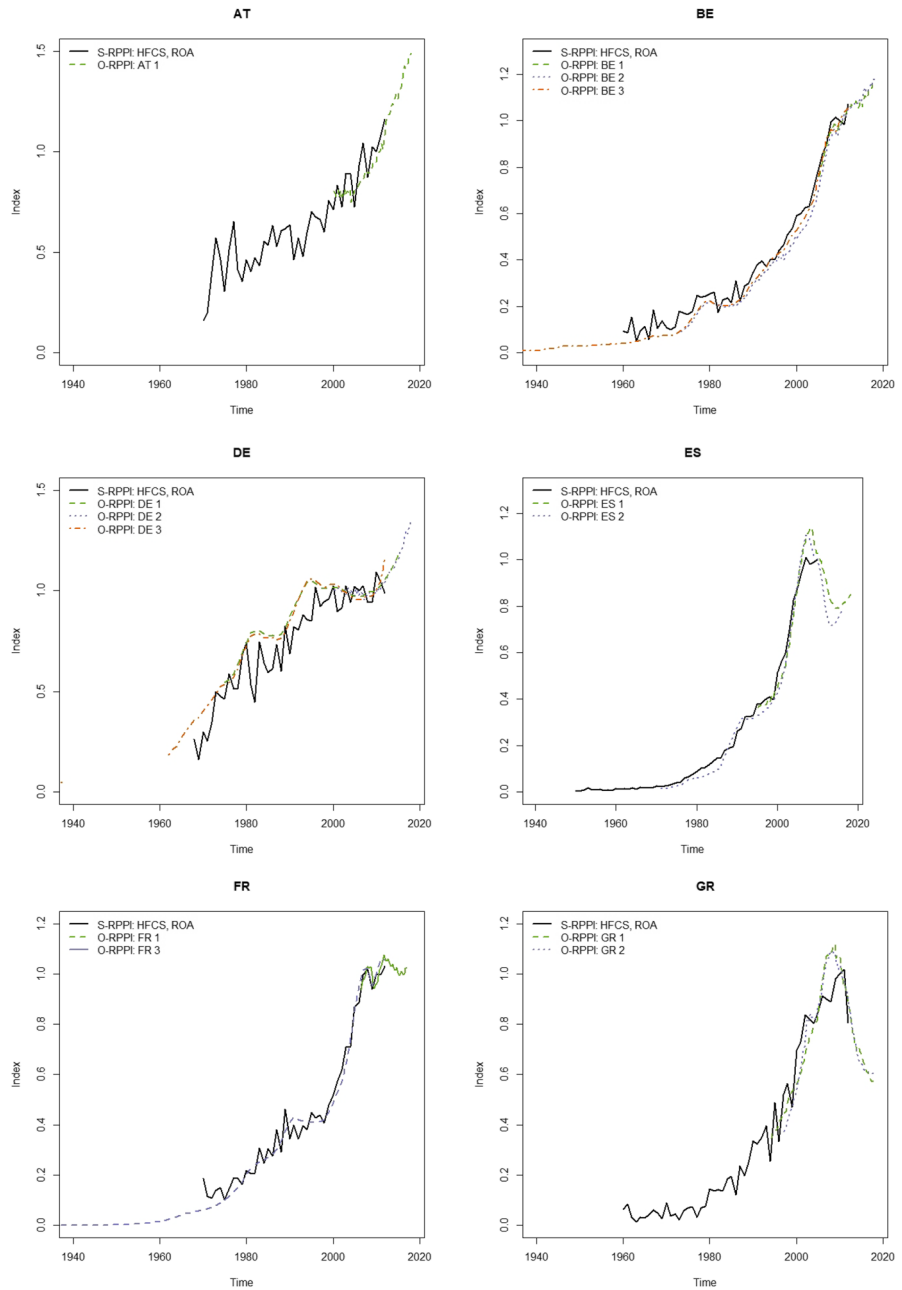 AT
1.5
1.0
0.5
0.0
Index
S-RPPI: HFCS, ROA
O-RPPI: AT 1
1940 1960 1980 2000 2020
Time
BE
1.2
1.0
0.8
0.6
0.4
0.2
0.0
Index
S-RPPI: HFCS, ROA
O-RPPI: BE 1
O-RPPI: BE 2
O-RPPI: BE 3
1940 1960 1980 2000 2020
Time
DE
1.5
1.0
0.5
0.0
Index
S-RPPI: HFCS, ROA
O-RPPI: DE 1
O-RPPI: DE 2
O-RPPI: DE 3
1940 1960 1980 2000 2020
Time
ES
1.2
1.0
0.8
0.6
0.4
0.2
0.0
Index
S-RPPI: HFCS, ROA
O-RPPI: ES 1
O-RPPI: ES 2
1940 1960 1980 2000 2020
Time
FR
1.2
1.0
0.8
0.6
0.4
0.2
0.0
Index
S-RPPI: HFCS, ROA
O-RPPI: FR 1
O-RPPI: FR 3
1940 1960 1980 2000 2020
Time
GR
1.2
1.0
0.8
0.6
0.4
0.2
0.0
Index
S-RPPI: HFCS, ROA
O-RPPI: GR 1
O-RPPI: GR 2
1940 1960 1980 2000 2020
Time